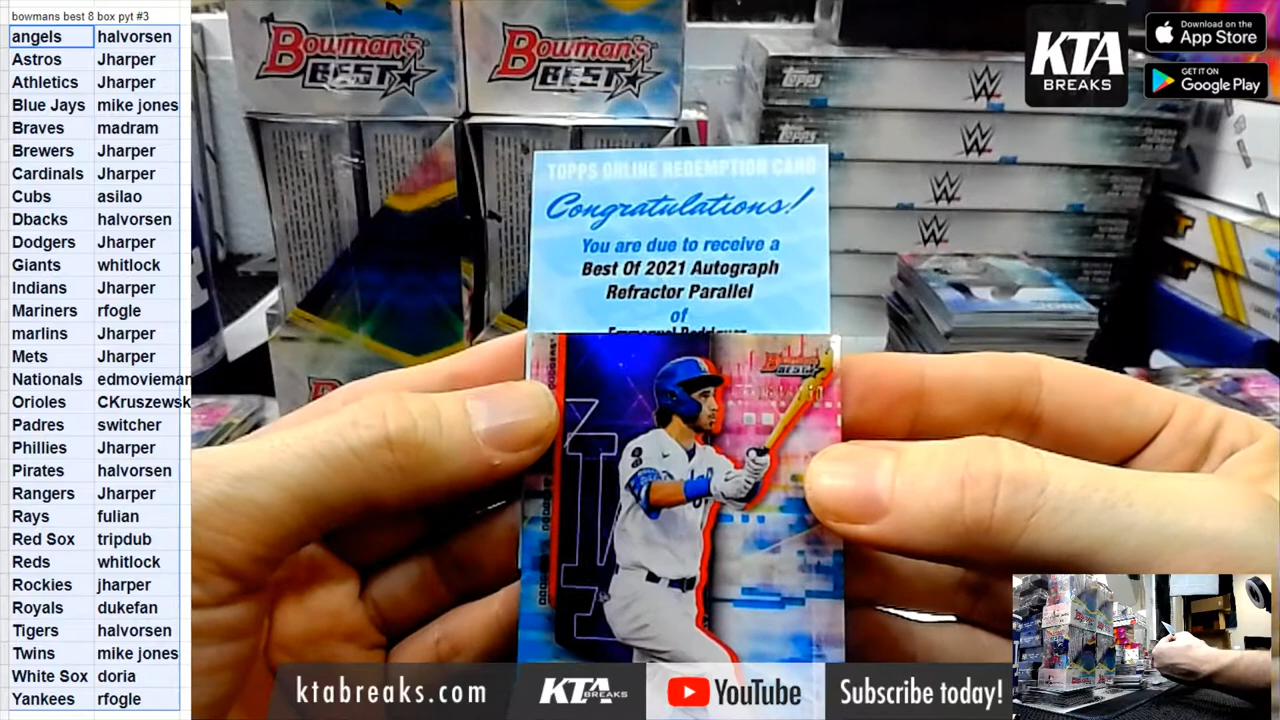 bowmans best 8 box pyt #3
angels halvorsen
Astros Jharper
Athletics Jharper
Blue Jays mike jones
Braves madram
Brewers Jharper
Cardinals Jharper
Cubs asilao
Dbacks halvorsen
Dodgers Jharper
Giants whitlock
Indians Jharper
Mariners rfogle
marlins Jharper
Mets Jharper
Nationals edmovieman
Orioles CKruszewsk
Padres switcher
Phillies Jharper
Pirates halvorsen
Rangers Jharper
Rays fulian
Red Sox tripdub
Reds whitlock
Rockies jharper
Royals dukefan
Tigers halvorsen
Twins mike jones
White Sox doria
Yankees rfogle
Bowman's BEST
Bowman's BEST
Topps
Topps
KTA
BREAKS
Download on the
App Store
GET IT ON
Google Play
TOPPS ONLINE REDEMPTION CARD
Congratulations!
You are due to receive a
Best Of 2021 Autograph
Refractor Parallel
of
Bowman's
BEST
ktabreaks.com
KTA BREAKS
YouTube
Subscribe today!